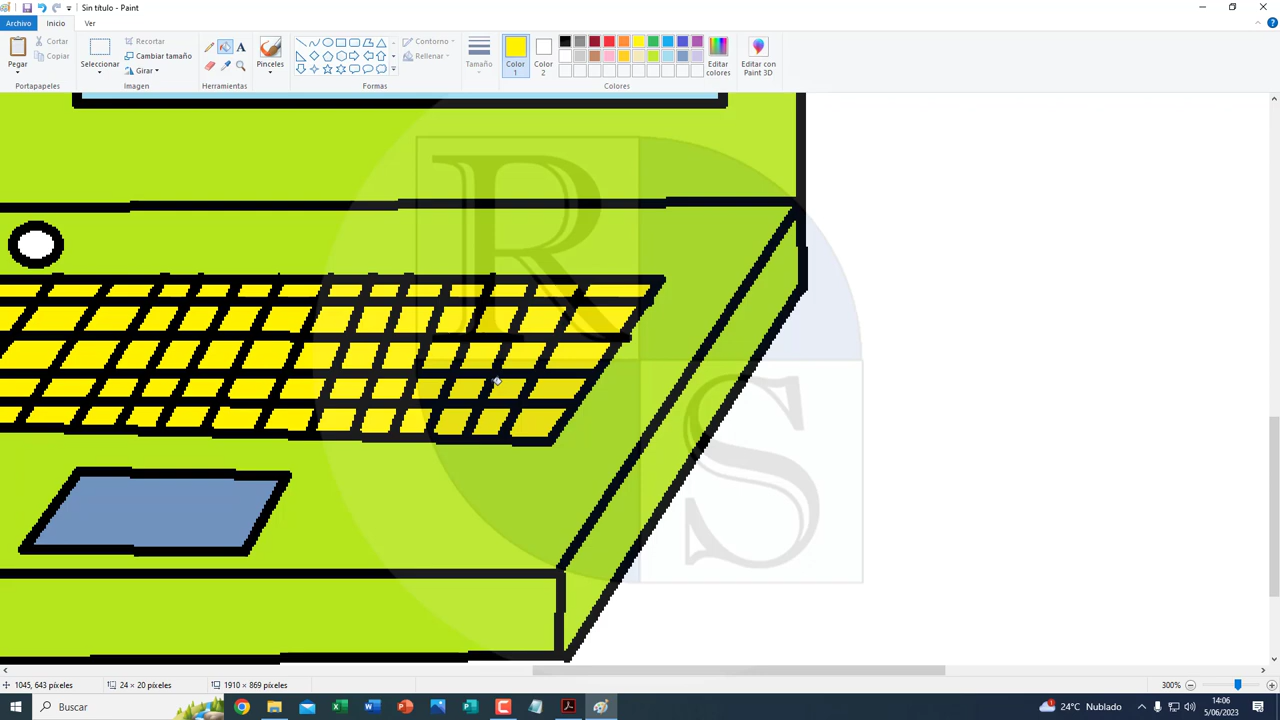 Sin título - Paint
Archivo Inicio Ver
Pegar
Cortar
Copiar
Portapapeles
Seleccionar
Recortar
Cambiar tamaño
Girar
Imagen
Herramientas
Pinceles
Contorno
Rellenar
Formas
Tamaño
Color 1
Color 2
Editar colores
Colores
Editar con Paint 3D
R
S
1045, 643 píxeles 24 × 20 píxeles 1910 × 869 píxeles 300%
Buscar
24°C Nublado
14:06
5/06/2023